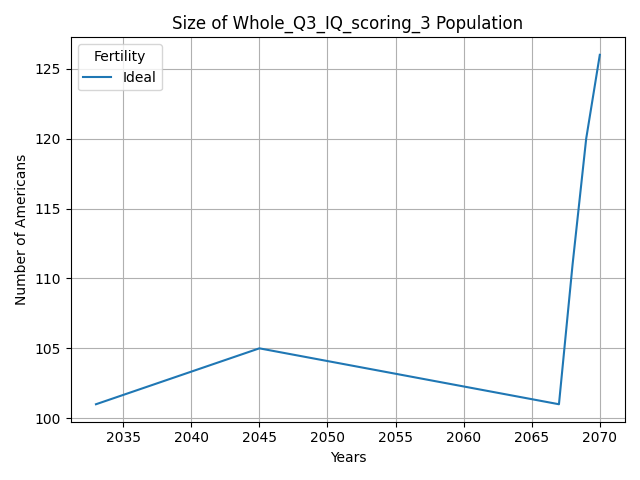 Size of Whole_Q3_IQ_scoring_3 Population
Fertility
Ideal
Number of Americans
125
120
115
110
105
100
2035 2040 2045 2050 2055 2060 2065 2070
Years